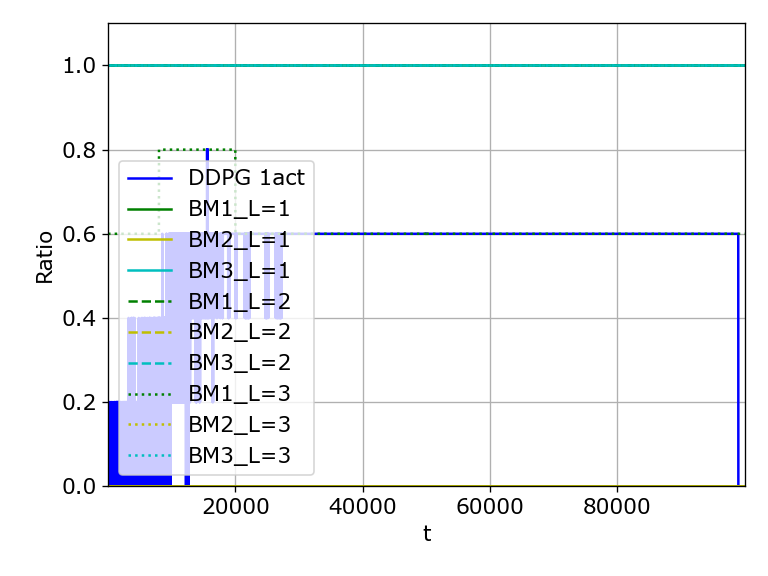 1.0
0.8
0.6
0.4
0.2
0.0
Ratio
DDPG 1act
BM1_L=1
BM2_L=1
BM3_L=1
BM1_L=2
BM2_L=2
BM3_L=2
BM1_L=3
BM2_L=3
BM3_L=3
20000 40000 60000 80000
t